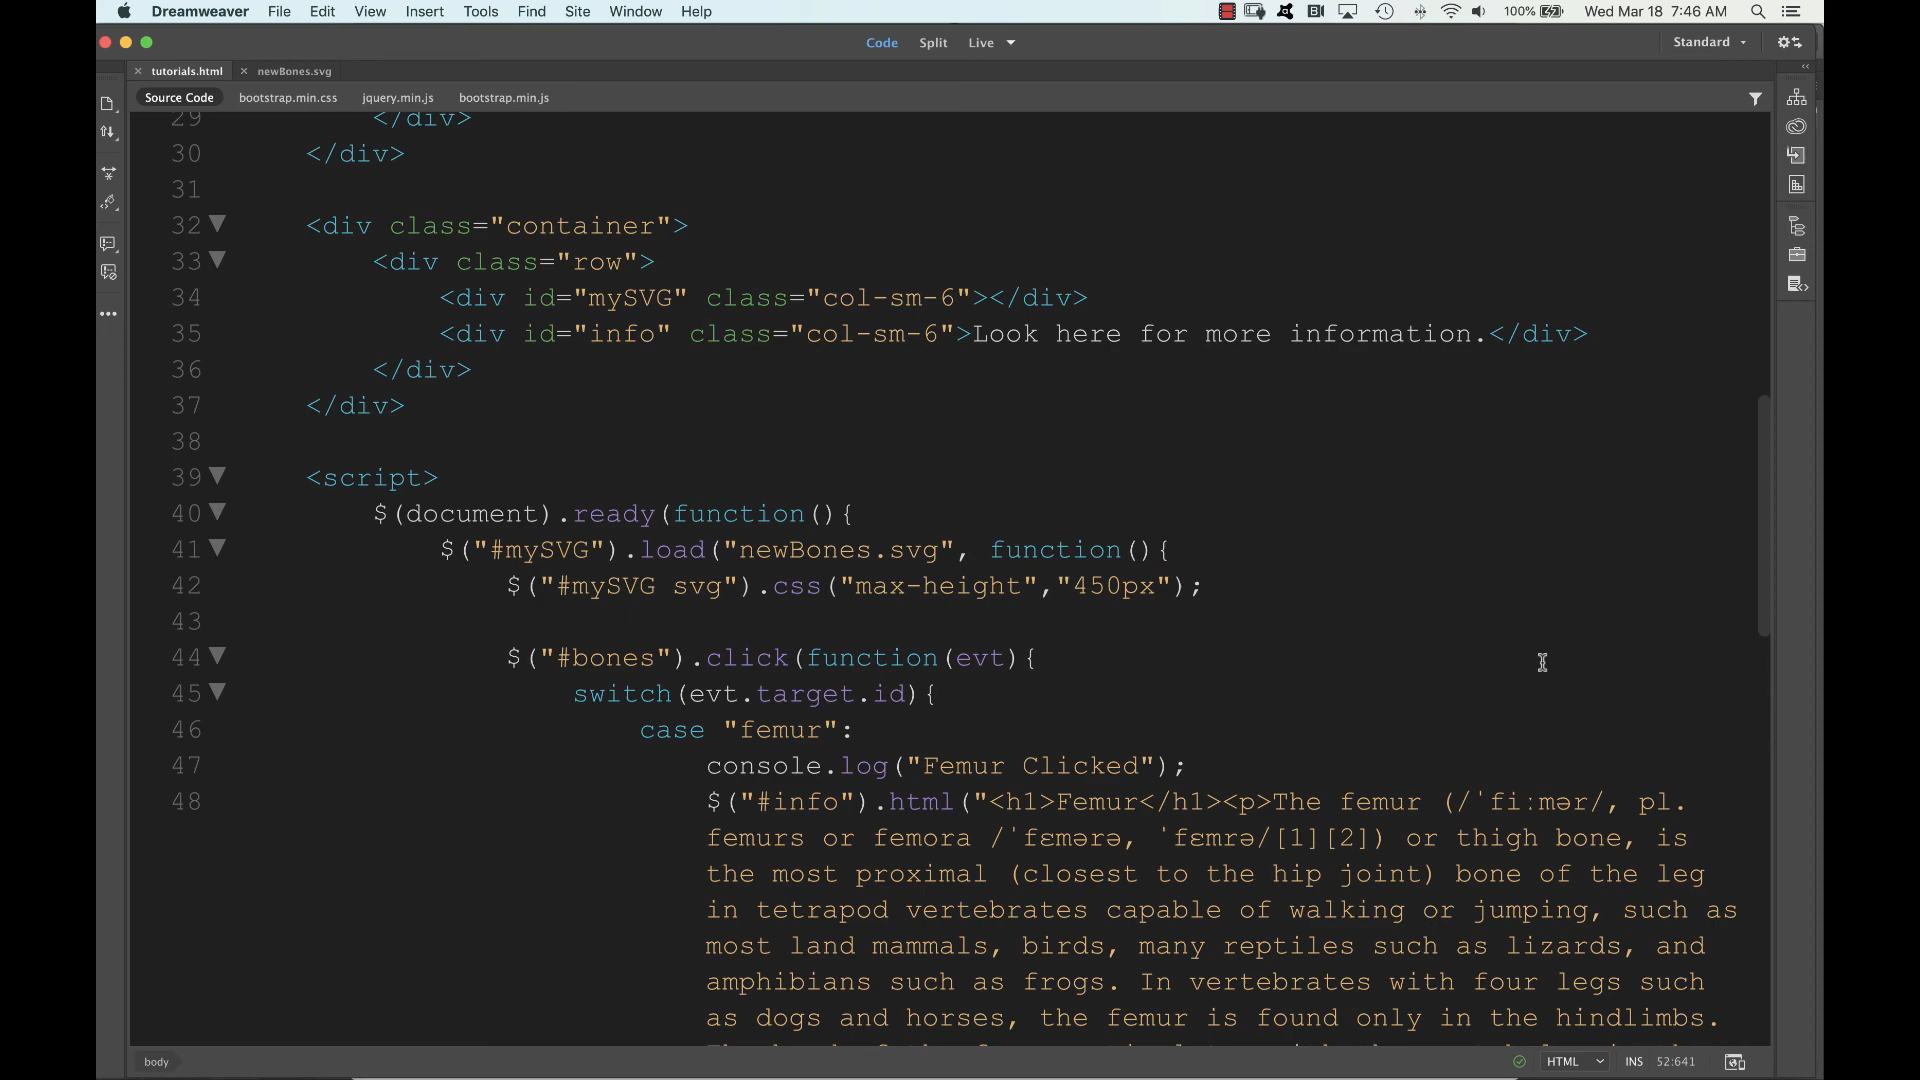 Dreamweaver File Edit View Insert Tools Find Site Window Help 100% Wed Mar 18 7:46 AM
Code Split Live Standard
tutorials.html newBones.svg
Source Code bootstrap.min.css jquery.min.js bootstrap.min.js
29 </div>
30 </div>
31
32 <div class="container">
33 <div class="row">
34 <div id="mySVG" class="col-sm-6"></div>
35 <div id="info" class="col-sm-6">Look here for more information.</div>
36 </div>
37 </div>
38
39 <script>
40 $(document).ready(function(){
41 $("#mySVG").load("newBones.svg", function(){
42 $("#mySVG svg").css("max-height","450px");
43
44 $("#bones").click(function(evt){
45 switch(evt.target.id){
46 case "femur":
47 console.log("Femur Clicked");
48 $("#info").html("<h1>Femur</h1><p>The femur (/ˈfiːmər/, pl.
femurs or femora /ˈfɛmərə, ˈfɛmrə/[1][2]) or thigh bone, is
the most proximal (closest to the hip joint) bone of the leg
in tetrapod vertebrates capable of walking or jumping, such as
most land mammals, birds, many reptiles such as lizards, and
amphibians such as frogs. In vertebrates with four legs such
as dogs and horses, the femur is found only in the hindlimbs.
body HTML INS 52:641